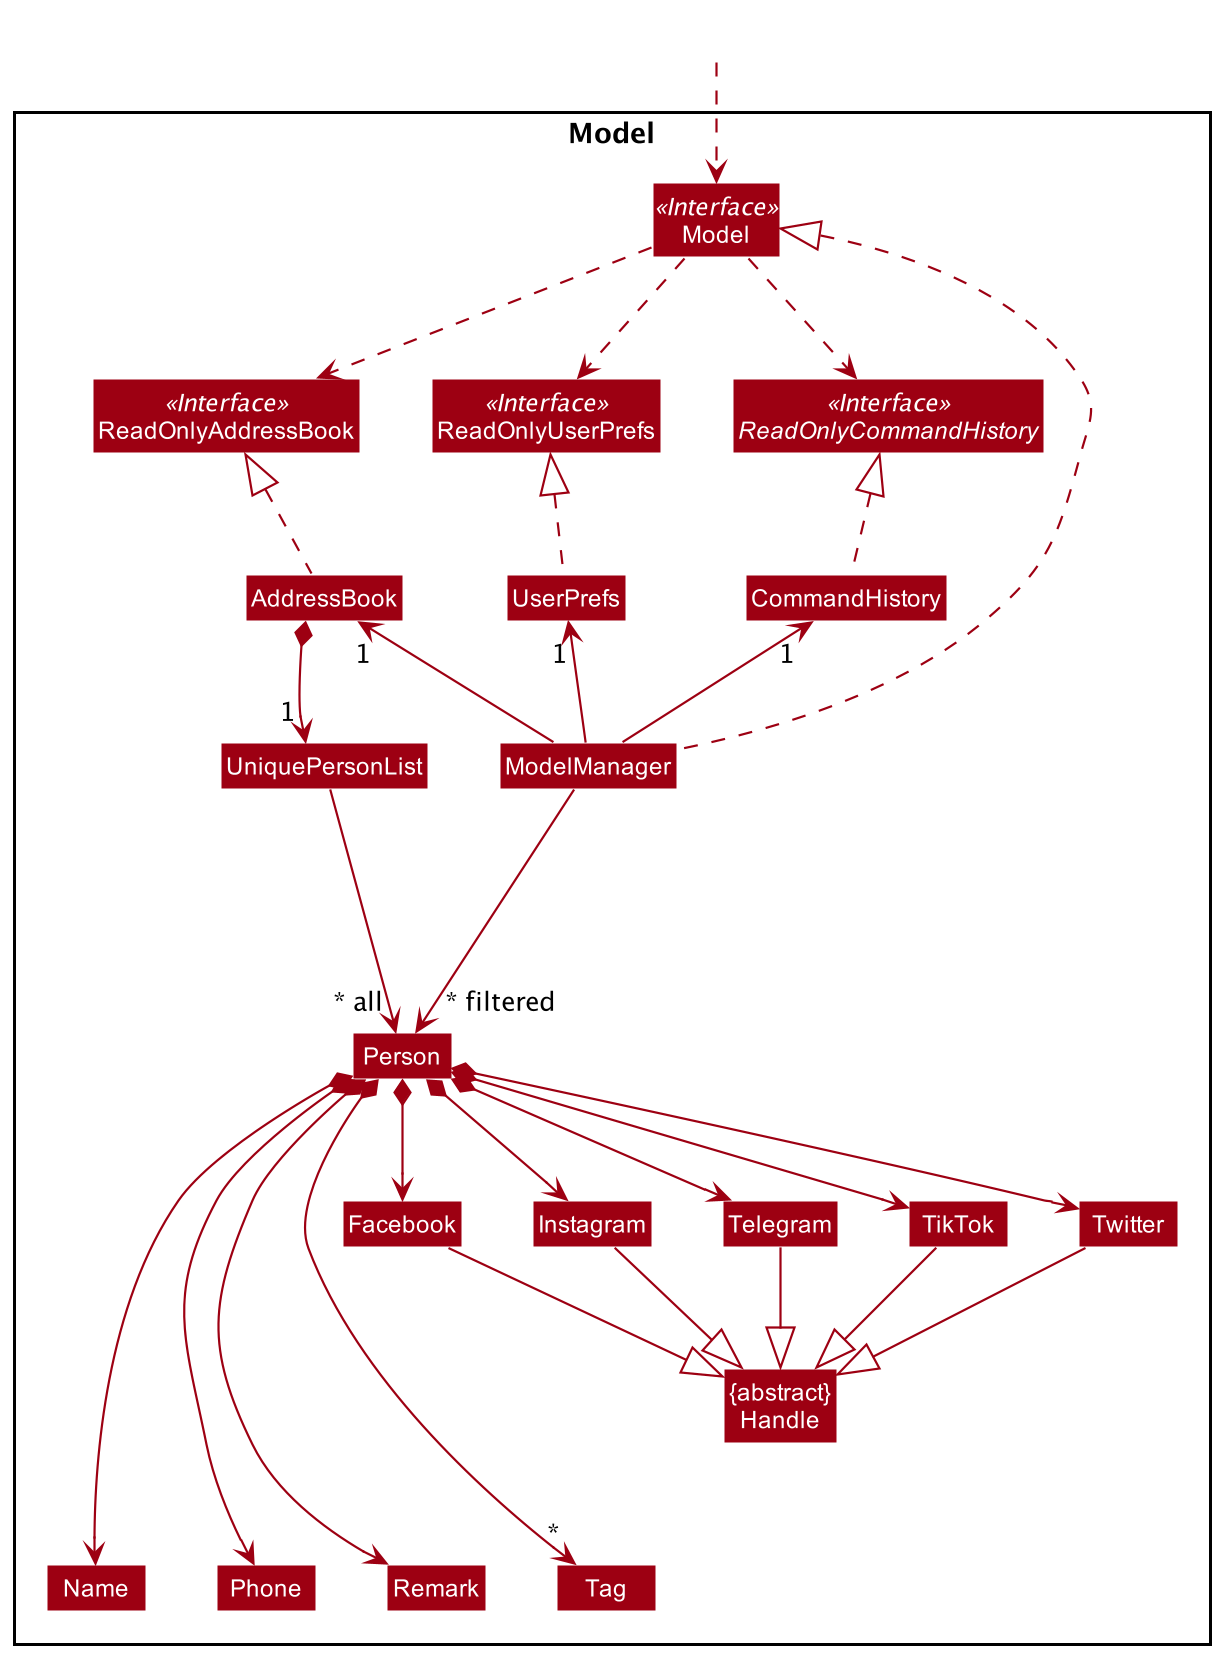 Model
«Interface»
Model
«Interface»
ReadOnlyAddressBook
«Interface»
ReadOnlyUserPrefs
«Interface»
ReadOnlyCommandHistory
AddressBook
UserPrefs
CommandHistory
1
1
1
1
UniquePersonList
ModelManager
* all
* filtered
Person
Facebook
Instagram
Telegram
TikTok
Twitter
{abstract}
Handle
*
Name
Phone
Remark
Tag